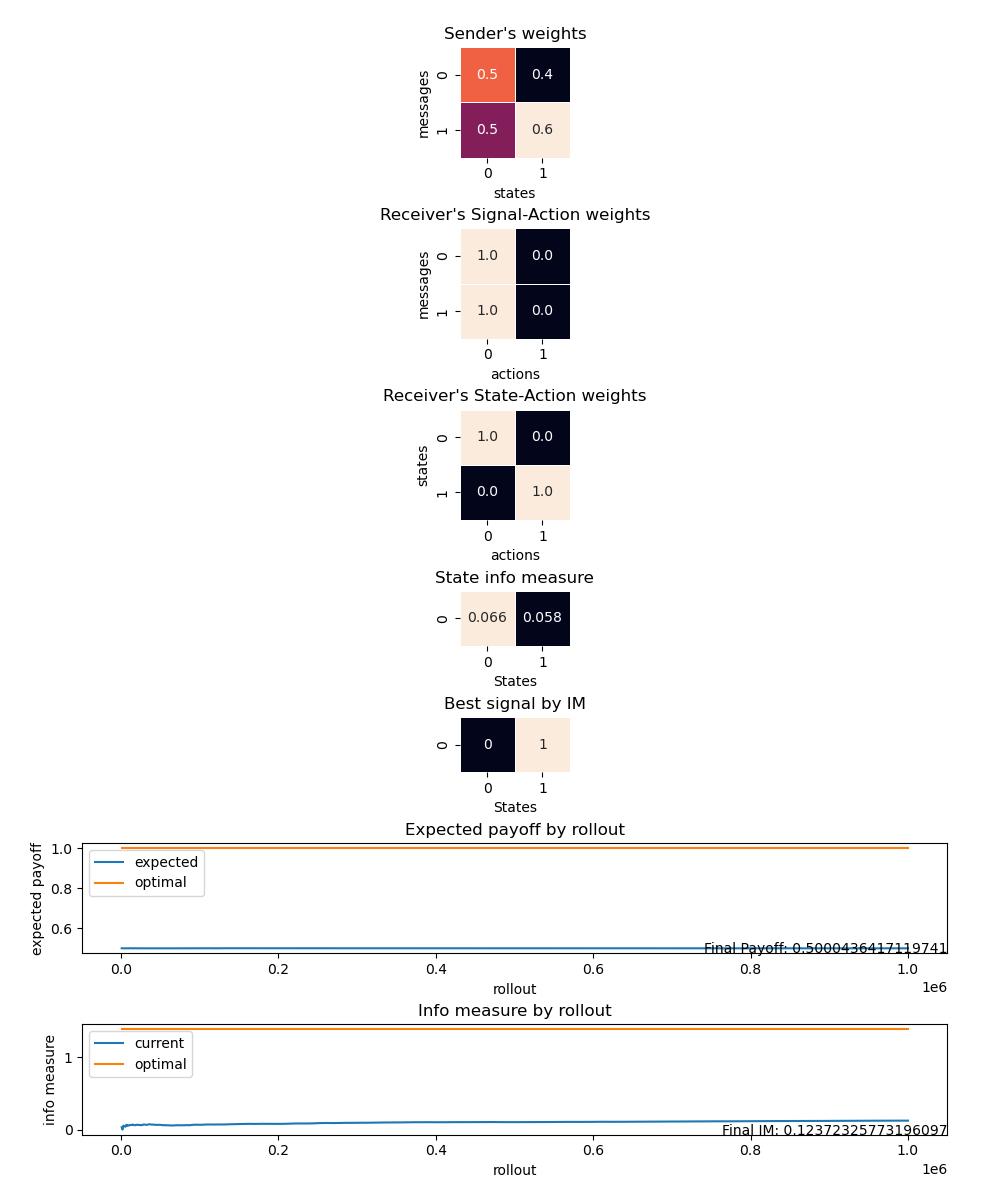 Sender's weights
messages
0
0.5 0.4
1
0.5 0.6
0 1
states
Receiver's Signal-Action weights
messages
0
1.0 0.0
1
1.0 0.0
0 1
actions
Receiver's State-Action weights
states
0
1.0 0.0
1
0.0 1.0
0 1
actions
State info measure
0
0.066 0.058
0 1
States
Best signal by IM
0
0 1
0 1
States
Expected payoff by rollout
expected payoff
1.0
0.8
0.6
expected
optimal
Final Payoff: 0.5000436417119741
0.0 0.2 0.4 0.6 0.8 1.0
1e6
rollout
Info measure by rollout
info measure
1
0
current
optimal
Final IM: 0.12372325773196097
0.0 0.2 0.4 0.6 0.8 1.0
1e6
rollout